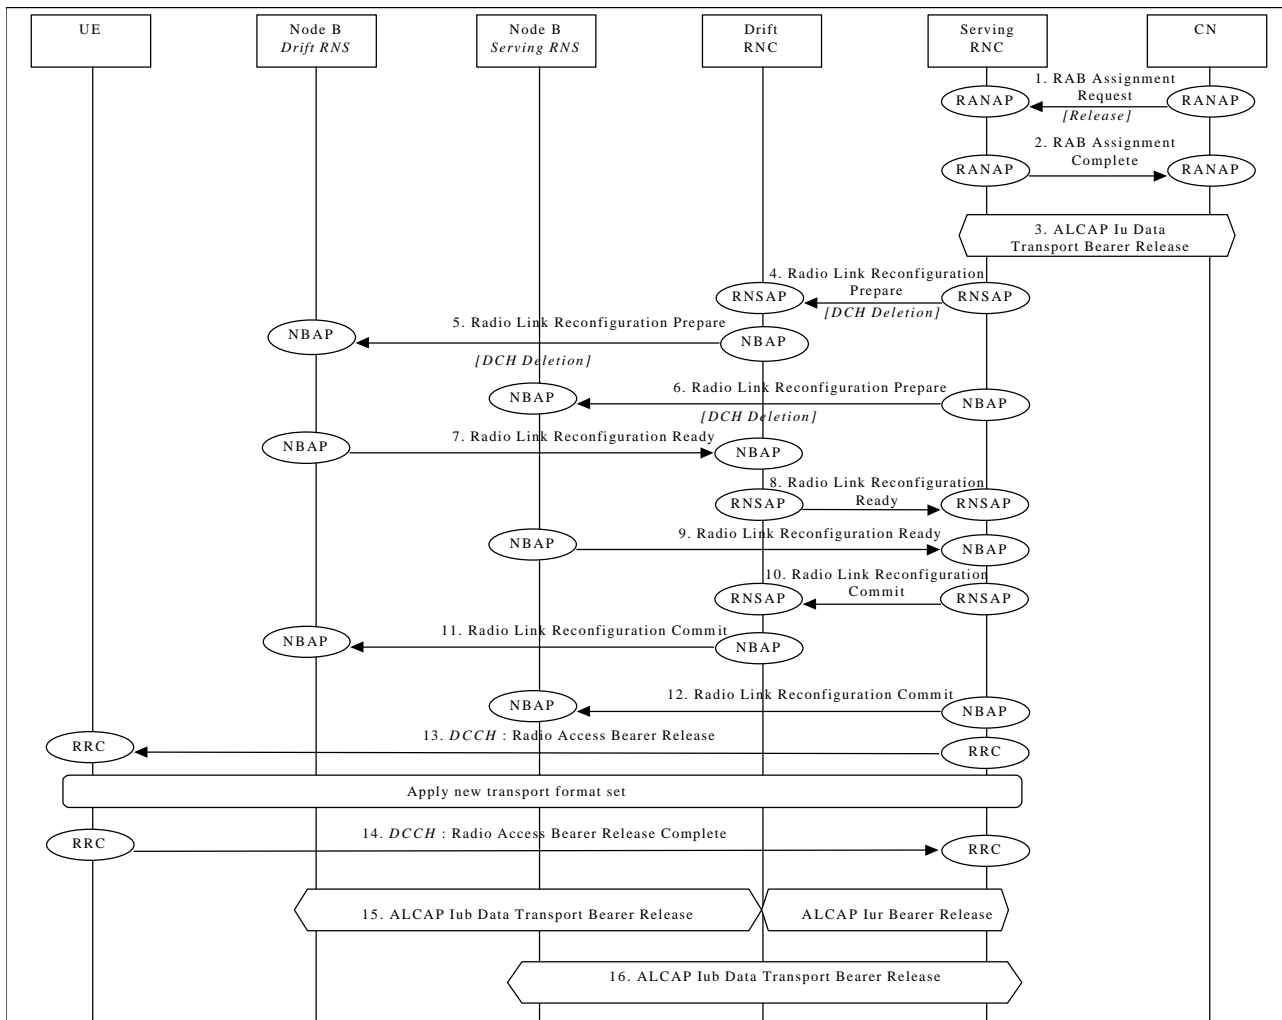 UE
Node B
Drift RNS
Node B
Serving RNS
Drift
RNC
Serving
RNC
CN
1. RAB Assignment
Request
[Release]
RANAP
RANAP
2. RAB Assignment
Complete
RANAP
RANAP
3. ALCAP Iu Data
Transport Bearer Release
4. Radio Link Reconfiguration
Prepare
[DCH Deletion]
RNSAP
RNSAP
5. Radio Link Reconfiguration Prepare
[DCH Deletion]
NBAP
NBAP
6. Radio Link Reconfiguration Prepare
[DCH Deletion]
NBAP
NBAP
7. Radio Link Reconfiguration Ready
NBAP
NBAP
8. Radio Link Reconfiguration
Ready
RNSAP
RNSAP
9. Radio Link Reconfiguration Ready
NBAP
NBAP
10. Radio Link Reconfiguration
Commit
RNSAP
RNSAP
11. Radio Link Reconfiguration Commit
NBAP
NBAP
12. Radio Link Reconfiguration Commit
NBAP
NBAP
13. DCCH : Radio Access Bearer Release
RRC
RRC
Apply new transport format set
14. DCCH : Radio Access Bearer Release Complete
RRC
RRC
15. ALCAP Iub Data Transport Bearer Release
ALCAP Iur Bearer Release
16. ALCAP Iub Data Transport Bearer Release